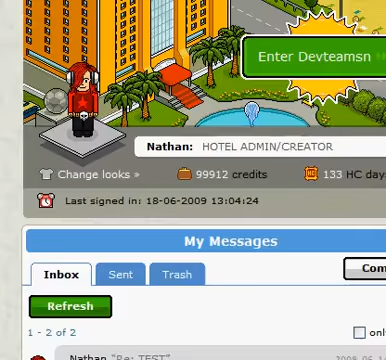 Enter Devteamsn
Nathan: HOTEL ADMIN/CREATOR
Change looks »
99912 credits
HC
133 HC day
Last signed in: 18-06-2009 13:04:24
My Messages
Inbox
Sent
Trash
Com
Refresh
1 - 2 of 2
onl
Nathan "Re: TEST"